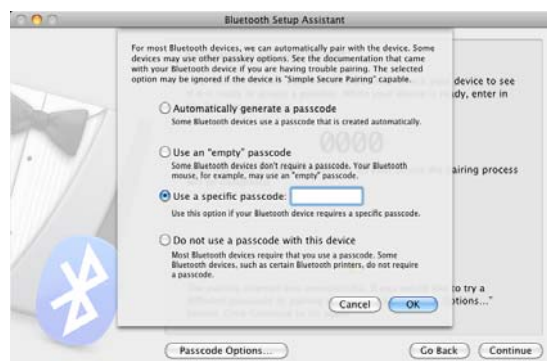 Bluetooth Setup Assistant
For most Bluetooth devices, we can automatically pair with the device. Some
devices may use other passkey options. See the documentation that came
with your Bluetooth device if you are having trouble pairing. The selected
option may be ignored if the device is "Simple Secure Pairing" capable.
device to see
dy, enter in
Automatically generate a passcode
Some Bluetooth devices use a passcode that is created automatically.
0000
Use an "empty" passcode
Some Bluetooth devices don't require a passcode. Your Bluetooth
mouse, for example, may use an "empty" passcode.
airing process
Use a specific passcode:
Use this option if your Bluetooth device requires a specific passcode.
Do not use a passcode with this device
Most Bluetooth devices require that you use a passcode. Some
Bluetooth devices, such as certain Bluetooth printers, do not require
a passcode.
to try a
ptions..."
Cancel
OK
Passcode Options...
Go Back
Continue